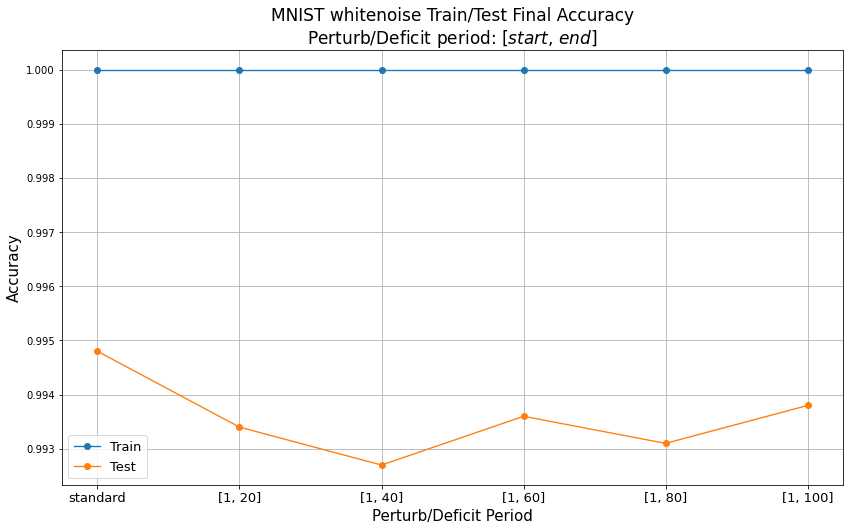 MNIST whitenoise Train/Test Final Accuracy
Perturb/Deficit period: [start, end]
Accuracy
1.000
0.999
0.998
0.997
0.996
0.995
0.994
0.993
Train
Test
standard [1, 20] [1, 40] [1, 60] [1, 80] [1, 100]
Perturb/Deficit Period